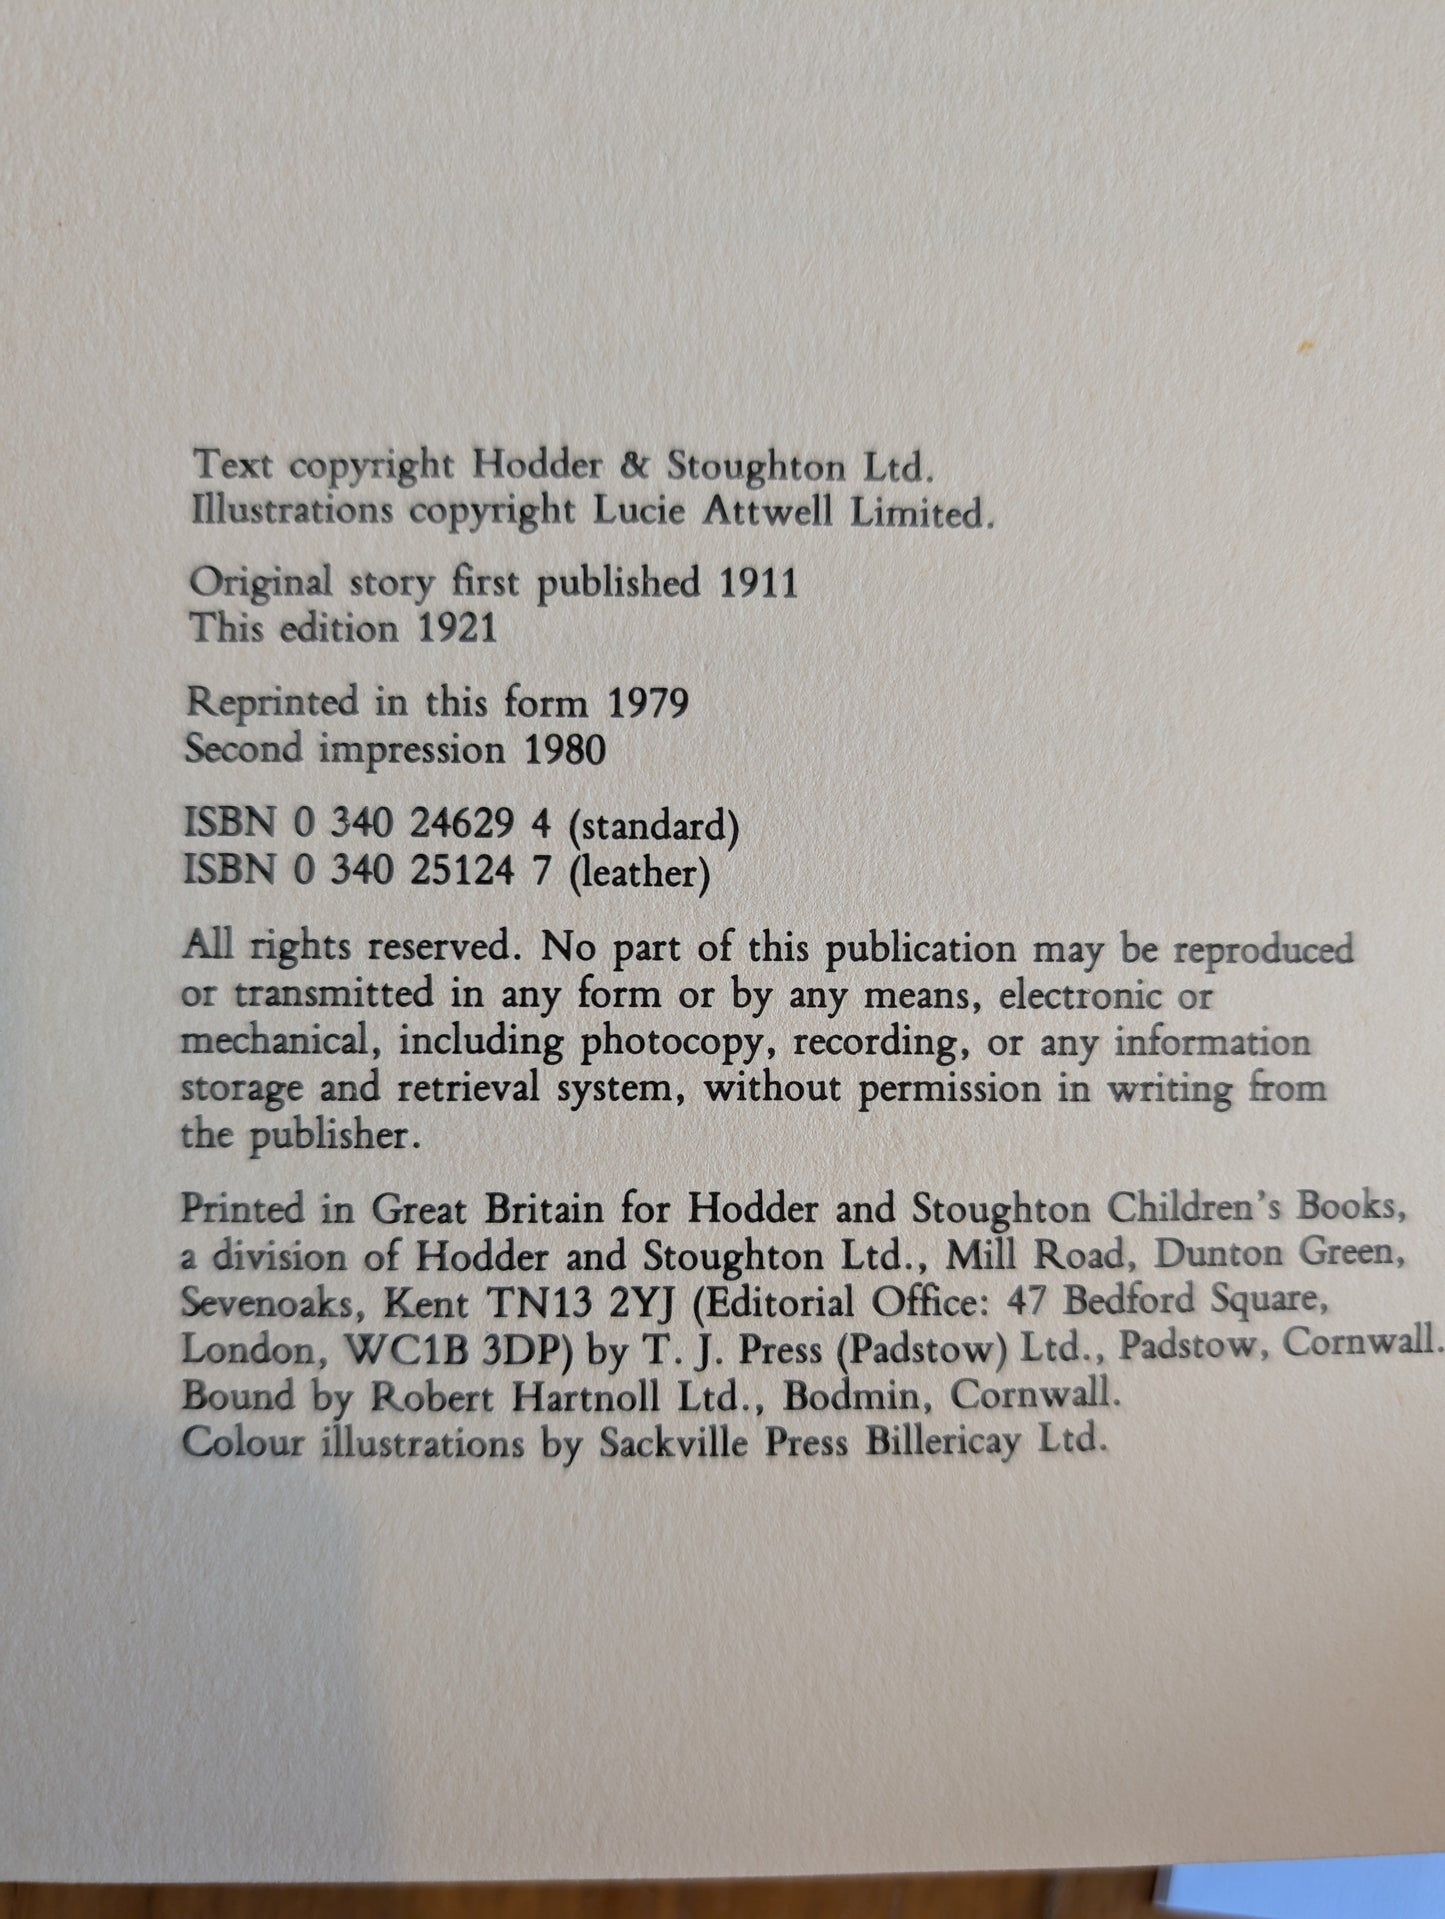 Text copyright Hodder & Stoughton Ltd.
Illustrations copyright Lucie Attwell Limited.
Original story first published 1911
This edition 1921
Reprinted in this form 1979
Second impression 1980
ISBN 0 340 24629 4 (standard)
ISBN 0 340 25124 7 (leather)
All rights reserved. No part of this publication may be reproduced
or transmitted in any form or by any means, electronic or
mechanical, including photocopy, recording, or any information
storage and retrieval system, without permission in writing from
the publisher.
Printed in Great Britain for Hodder and Stoughton Children's Books,
a division of Hodder and Stoughton Ltd., Mill Road, Dunton Green,
Sevenoaks, Kent TN13 2YJ (Editorial Office: 47 Bedford Square,
London, WC1B 3DP) by T. J. Press (Padstow) Ltd., Padstow, Cornwall.
Bound by Robert Hartnoll Ltd., Bodmin, Cornwall.
Colour illustrations by Sackville Press Billericay Ltd.